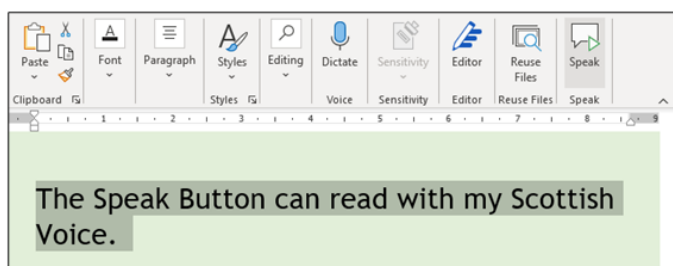 Paste Font Paragraph Styles Editing Dictate Sensitivity Editor Reuse Files Speak
Clipboard Styles Voice Sensitivity Editor Reuse Files Speak
1 2 3 4 5 6 7 8 9
The Speak Button can read with my Scottish
Voice.